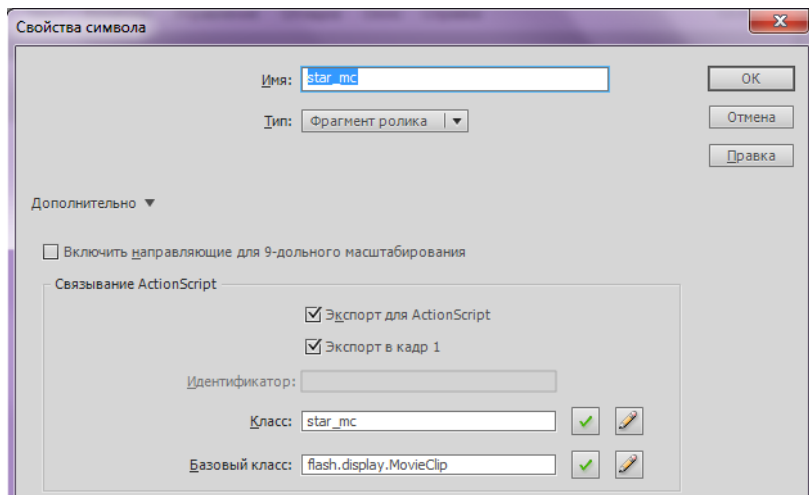 Свойства символа
Имя: star_mc
OK
Тип: Фрагмент ролика
Отмена
Правка
Дополнительно
Включить направляющие для 9-дольного масштабирования
Связывание ActionScript
Экспорт для ActionScript
Экспорт в кадр 1
Идентификатор:
Класс: star_mc
Базовый класс: flash.display.MovieClip